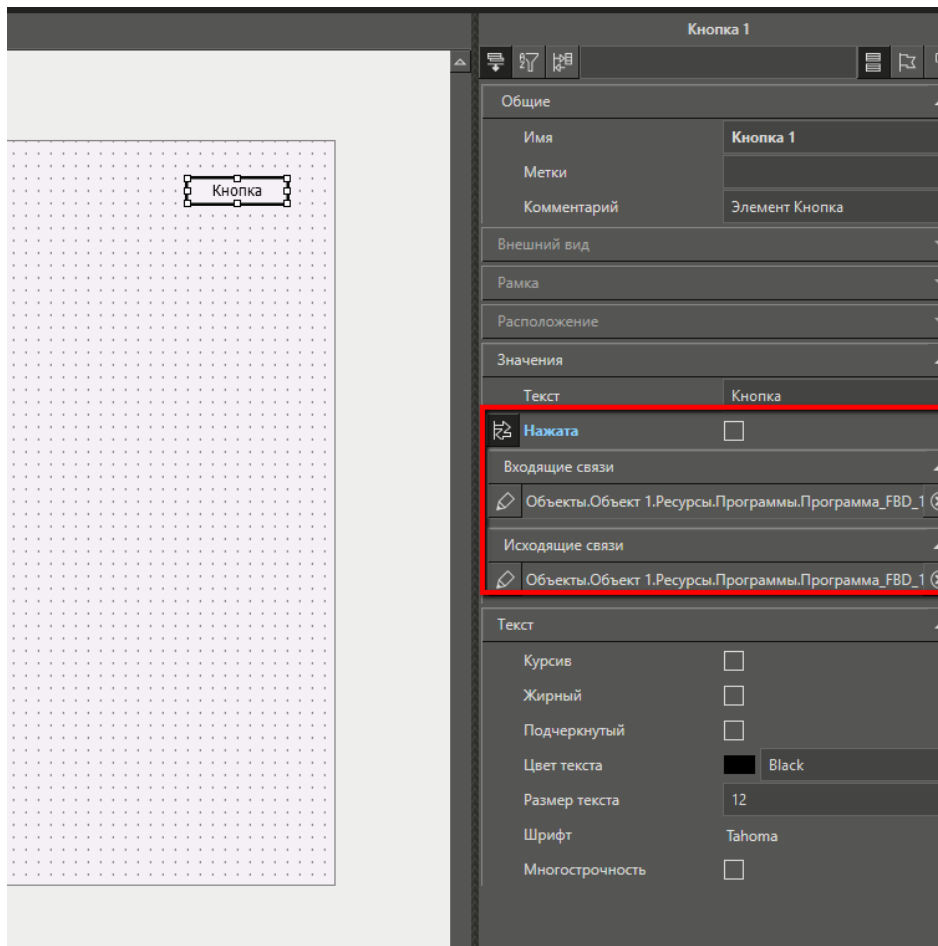 Кнопка 1
Общие
Имя Кнопка 1
Метки
Комментарий Элемент Кнопка
Кнопка
Внешний вид
Рамка
Расположение
Значения
Текст Кнопка
Нажата
Входящие связи
Объекты.Объект 1.Ресурсы.Программы.Программа_FBD_1
Исходящие связи
Объекты.Объект 1.Ресурсы.Программы.Программа_FBD_1
Текст
Курсив
Жирный
Подчеркнутый
Цвет текста Black
Размер текста 12
Шрифт Tahoma
Многострочность